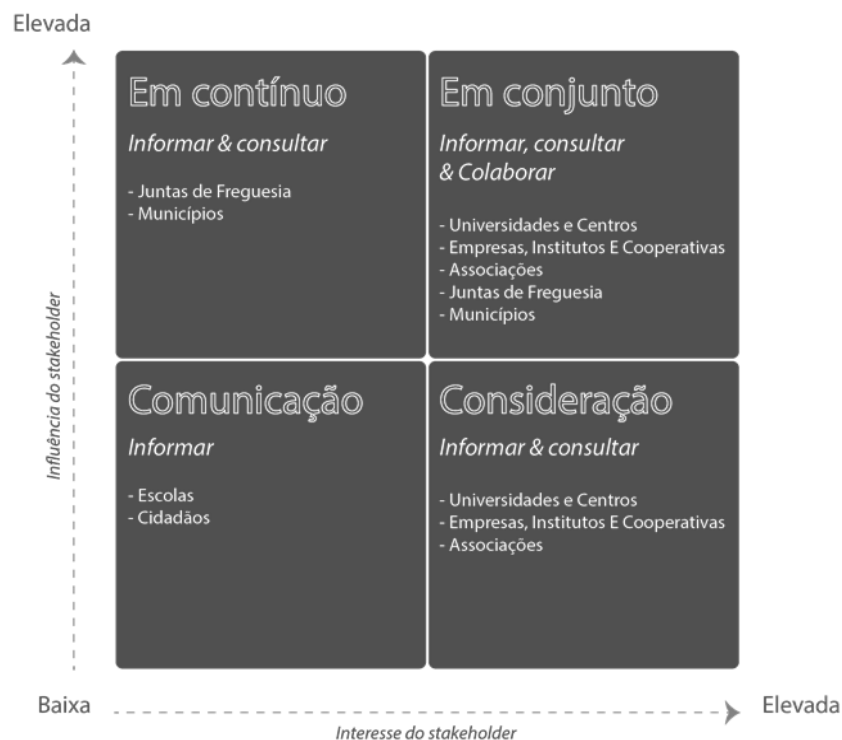 Elevada
Em contínuo
Informar & consultar
- Juntas de Freguesia
- Municípios
Em conjunto
Informar, consultar
& Colaborar
- Universidades e Centros
- Empresas, Institutos E Cooperativas
- Associações
- Juntas de Freguesia
- Municípios
Influência do stakeholder
Comunicação
Informar
- Escolas
- Cidadãos
Consideração
Informar & consultar
- Universidades e Centros
- Empresas, Institutos E Cooperativas
- Associações
Baixa
Elevada
Interesse do stakeholder